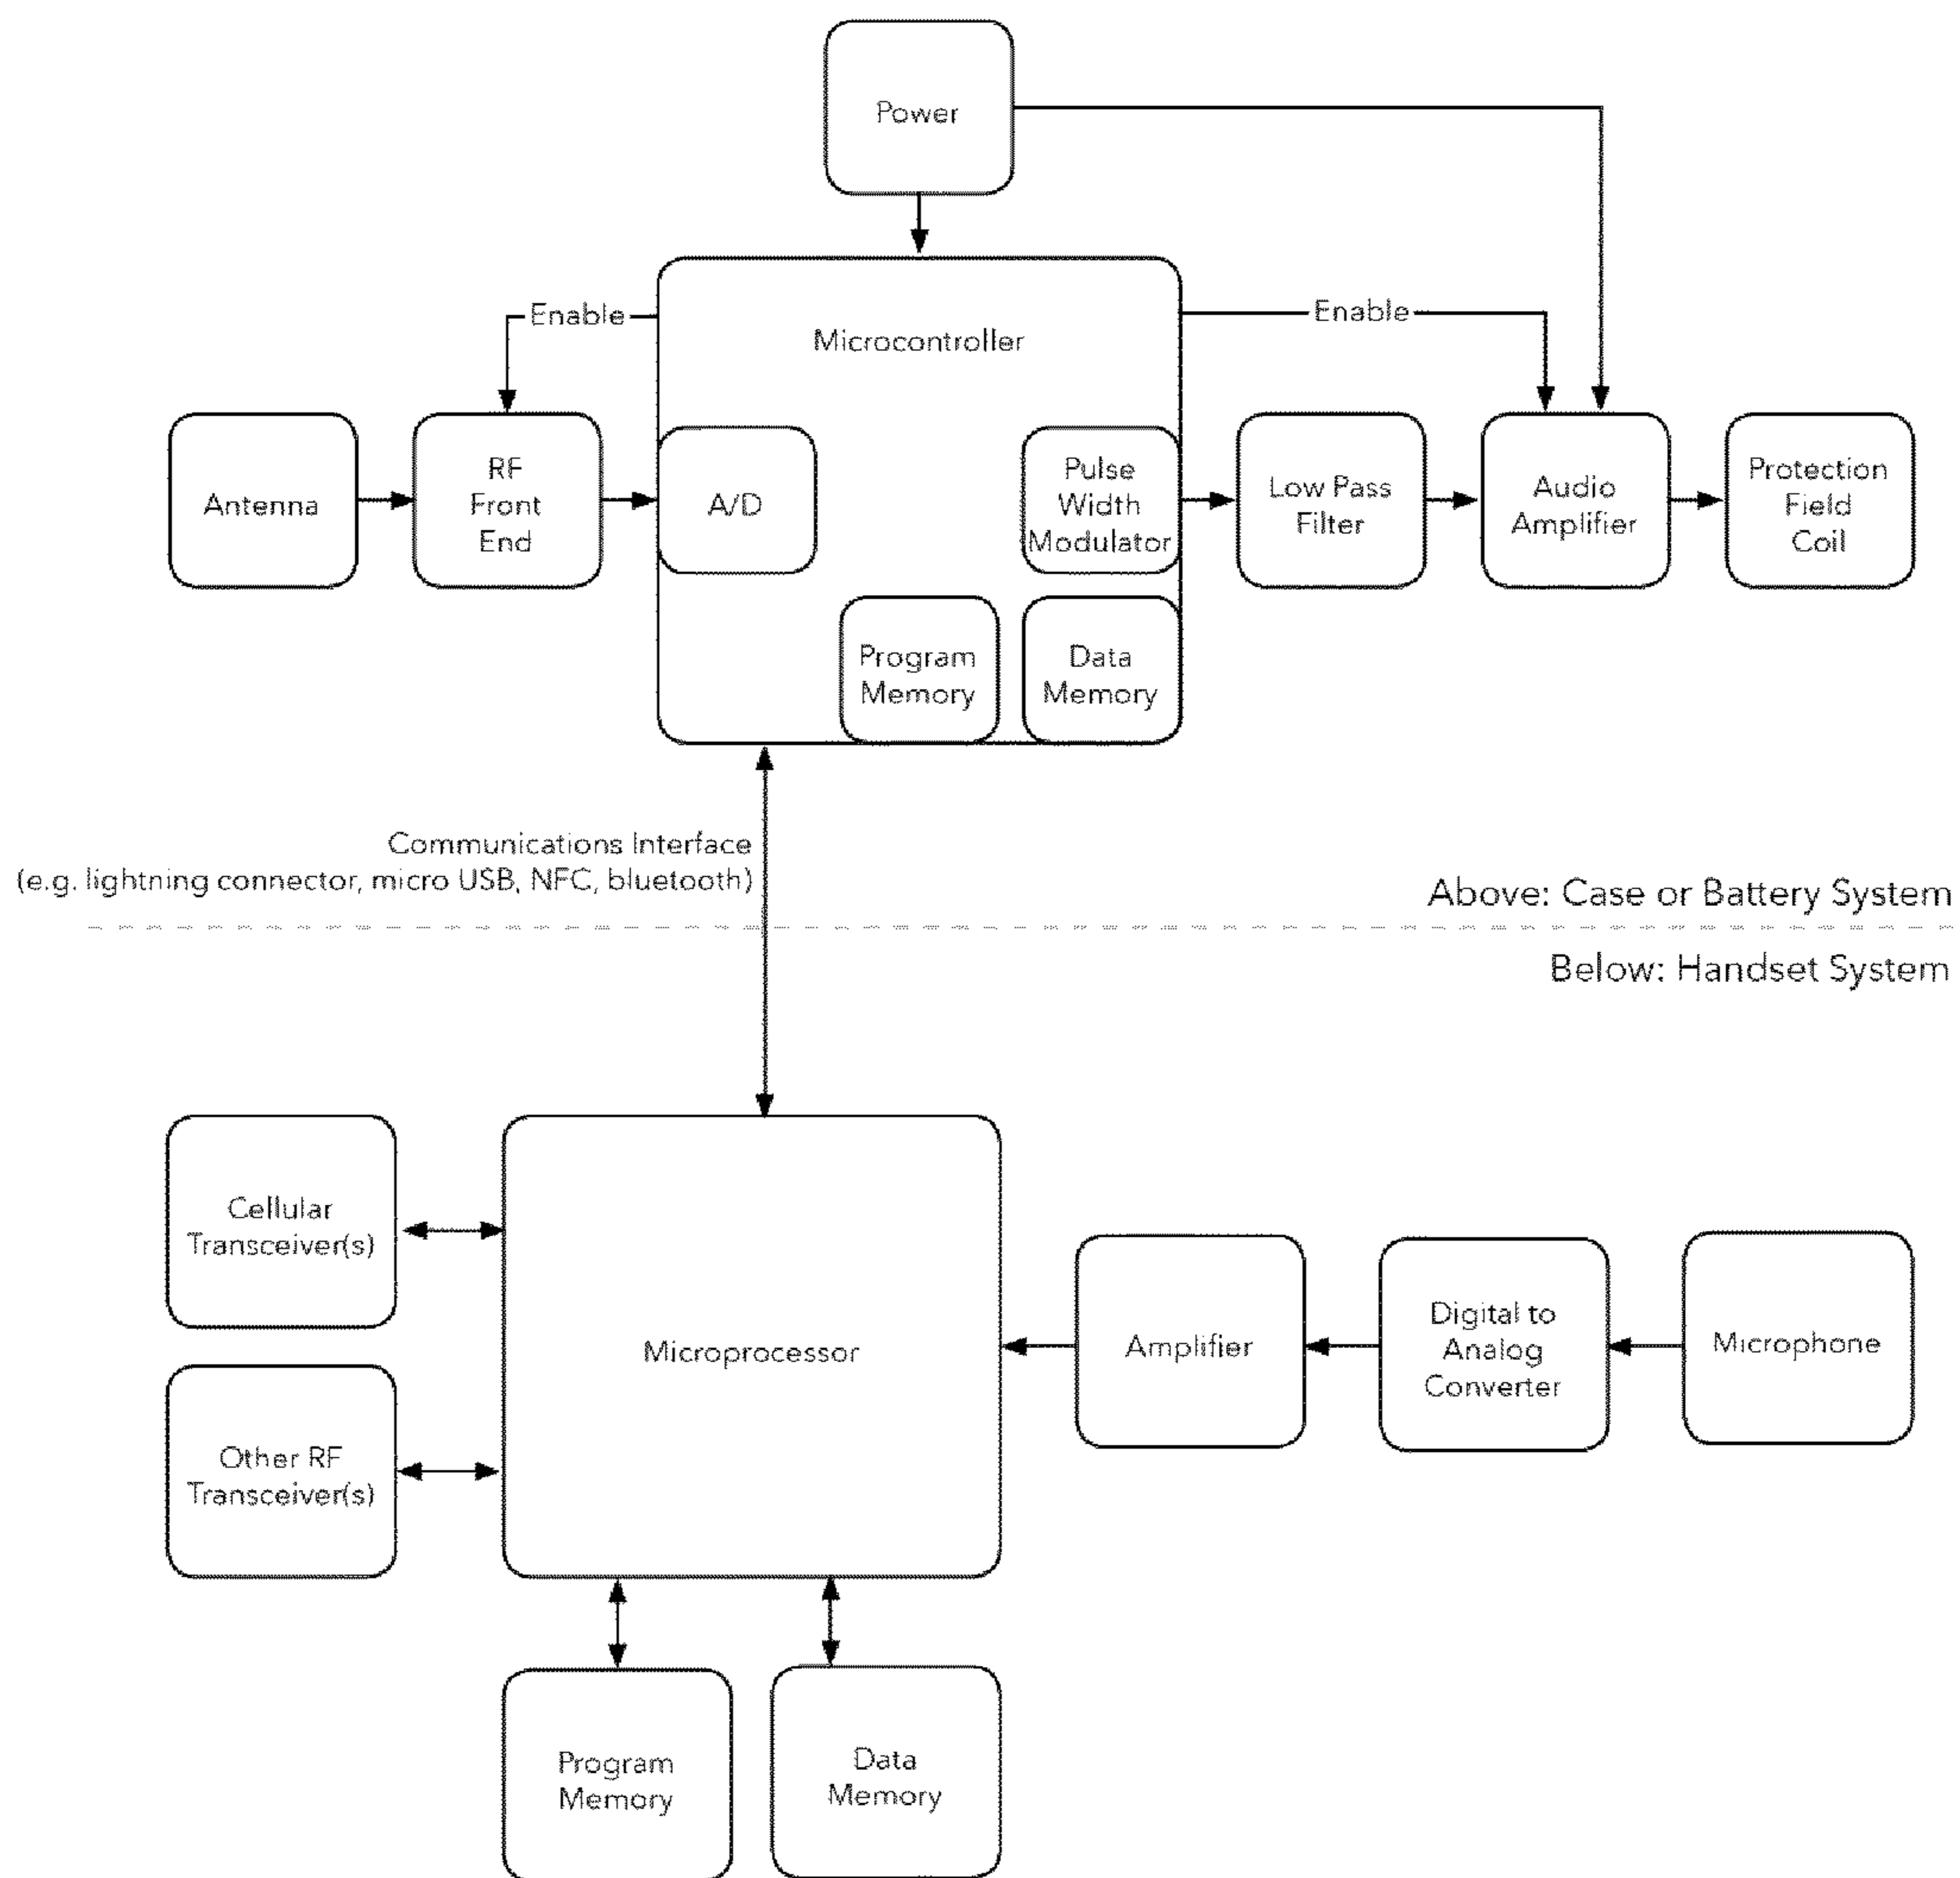 Power
Enable
Enable
Microcontroller
Antenna
RF
Front
End
A/D
Pulse
Width
Modulator
Low Pass
Filter
Audio
Amplifier
Protection
Field
Coil
Program
Memory
Data
Memory
Communications Interface
(e.g. lightning connector, micro USB, NFC, bluetooth)
Above: Case or Battery System
Below: Handset System
Cellular
Transceiver(s)
Other RF
Transceiver(s)
Microprocessor
Amplifier
Digital to
Analog
Converter
Microphone
Program
Memory
Data
Memory